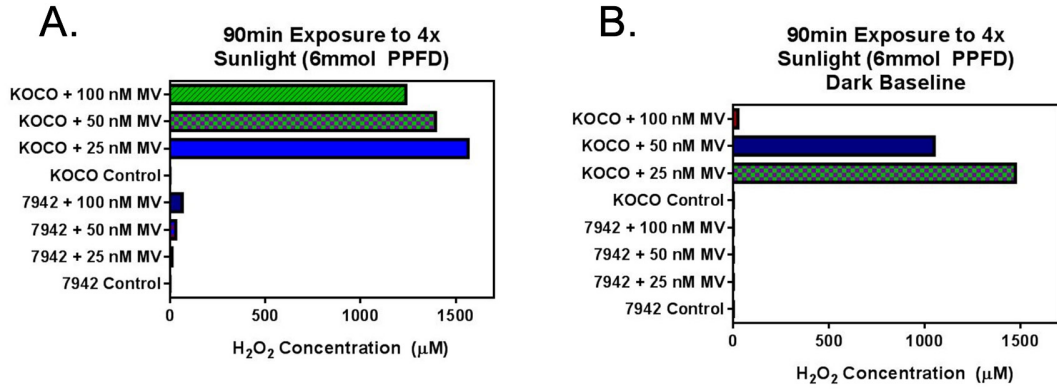 A.
90min Exposure to 4x
Sunlight (6mmol PPFD)
KOCO + 100 nM MV
KOCO + 50 nM MV
KOCO + 25 nM MV
KOCO Control
7942 + 100 nM MV
7942 + 50 nM MV
7942 + 25 nM MV
7942 Control
0 500 1000 1500
H₂O₂ Concentration (μM)
B.
90min Exposure to 4x
Sunlight (6mmol PPFD)
Dark Baseline
KOCO + 100 nM MV
KOCO + 50 nM MV
KOCO + 25 nM MV
KOCO Control
7942 + 100 nM MV
7942 + 50 nM MV
7942 + 25 nM MV
7942 Control
0 500 1000 1500
H₂O₂ Concentration (μM)